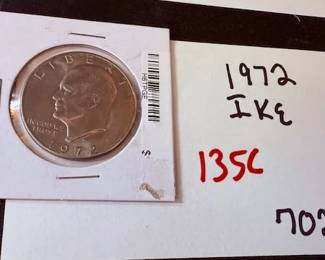 LIBERTY
IN GOD WE
TRUST
1972
1972
IKE
135C
702